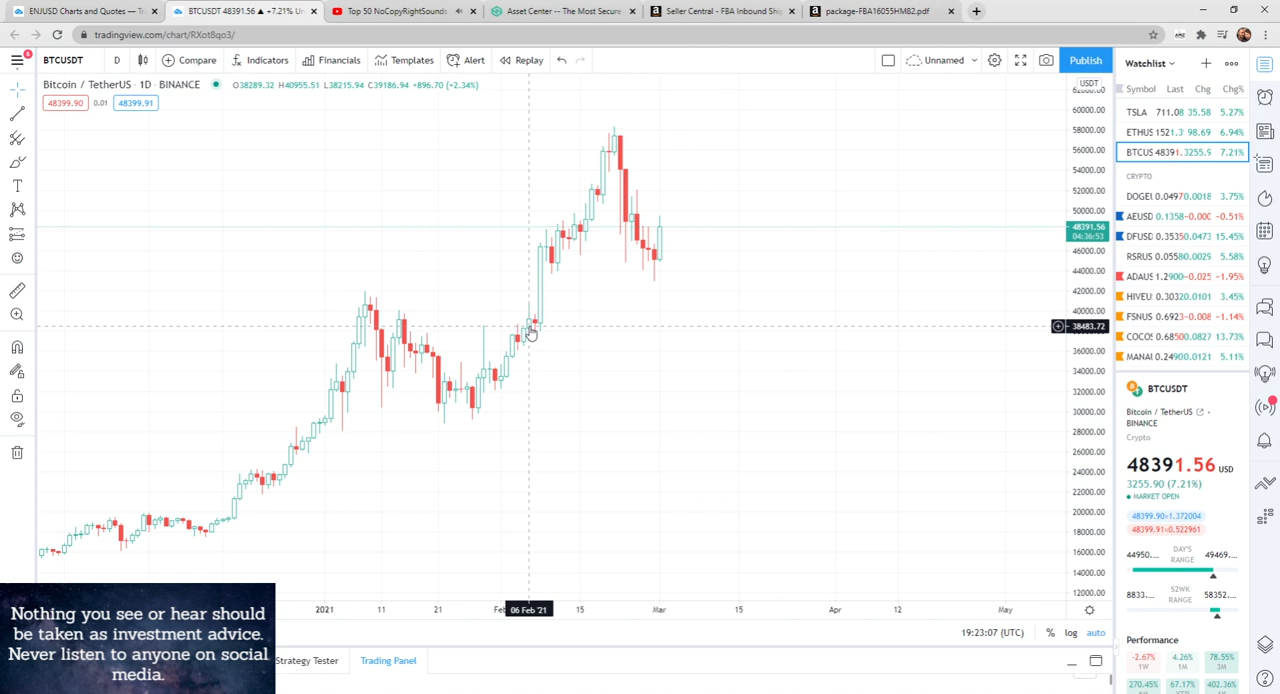 ENJUSD Charts and Quotes — Tr
BTCUSDT 48391.56 ▲ +7.21% Un
Top 50 NoCopyRightSounds
Asset Center -- The Most Secure
Seller Central - FBA Inbound Ship
package-FBA16055HM82.pdf
tradingview.com/chart/RXot8qo3/
BTCUSDT
D
Compare
Indicators
Financials
Templates
Alert
Replay
Unnamed
Publish
Bitcoin / TetherUS · 1D · BINANCE
O38289.32 H40955.51 L38215.94 C39186.94 +896.70 (+2.34%)
48399.90 0.01 48399.91
USDT
62000.00
60000.00
58000.00
56000.00
54000.00
52000.00
50000.00
48391.56
04:36:53
46000.00
44000.00
42000.00
40000.00
38483.72
36000.00
34000.00
32000.00
30000.00
28000.00
26000.00
24000.00
22000.00
20000.00
18000.00
16000.00
14000.00
12000.00
2021 11 21 Feb 06 Feb '21 15 Mar 15 Apr 12 May
19:23:07 (UTC) % log auto
Strategy Tester Trading Panel
Watchlist
Symbol Last Chg Chg%
TSLA 711.08 35.58 5.27%
ETHUS 1521.3 98.69 6.94%
BTCUS 48391. 3255.9 7.21%
CRYPTO
DOGEU 0.0497 0.0018 3.75%
AEUSD 0.1358 -0.000 -0.51%
DFUSD 0.3535 0.0473 15.45%
RSRUS 0.0558 0.0029 5.58%
ADAUS 1.2900 -0.025 -1.95%
HIVEU 0.3032 0.0101 3.45%
FSNUS 0.692 -0.008 -1.14%
COCO 0.6850 0.0827 13.73%
MANA 0.2490 0.0121 5.11%
BTCUSDT
Bitcoin / TetherUS
BINANCE
Crypto
48391.56 USD
3255.90 (7.21%)
MARKET OPEN
48399.90×1.372004
48399.91×0.522961
44950.... DAY'S RANGE 49469....
8833.... 52WK RANGE 58352....
Performance
-2.67% 4.26% 78.55%
1W 1M 3M
270.45% 67.17% 402.36%
Nothing you see or hear should
be taken as investment advice.
Never listen to anyone on social
media.